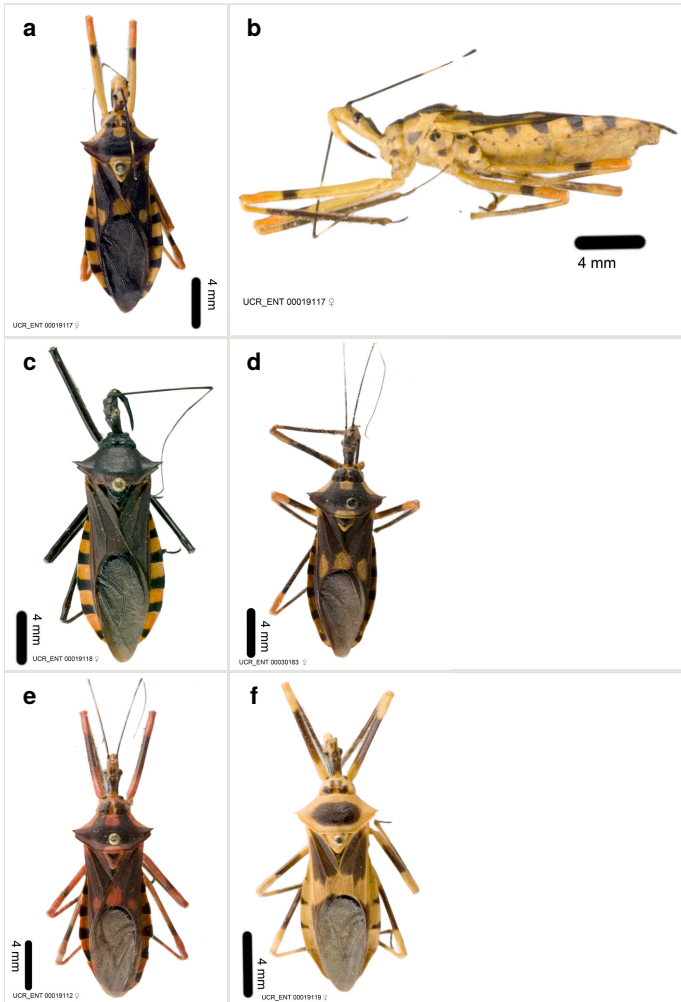 a
b
4 mm
UCR_ENT 00019117 ♀
4 mm
UCR_ENT 00019117 ♀
c
d
4 mm
UCR_ENT 00019118 ♀
4 mm
UCR_ENT 00030183 ♀
e
f
4 mm
UCR_ENT 00019112 ♀
4 mm
UCR_ENT 00019119 ♀